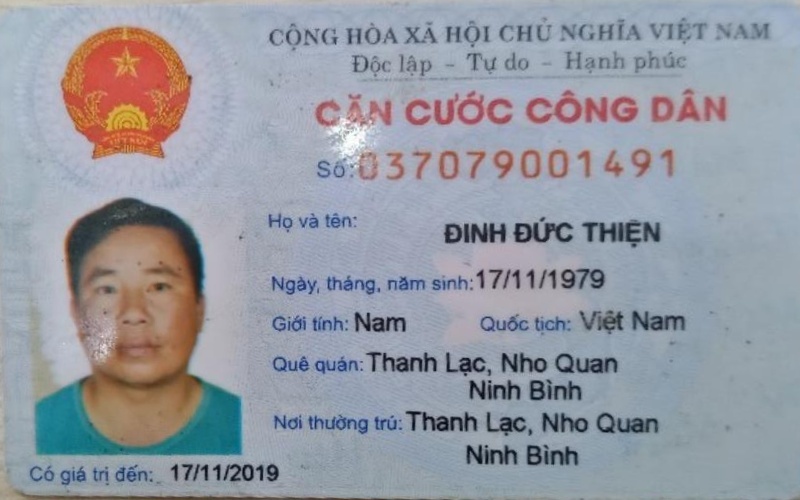 CỘNG HÒA XÃ HỘI CHỦ NGHĨA VIỆT NAM
Độc lập - Tự do - Hạnh phúc
CĂN CƯỚC CÔNG DÂN
Số: 037079001491
Họ và tên: ĐINH ĐỨC THIỆN
Ngày, tháng, năm sinh: 17/11/1979
Giới tính: Nam Quốc tịch: Việt Nam
Quê quán: Thanh Lạc, Nho Quan
Ninh Bình
Nơi thường trú: Thanh Lạc, Nho Quan
Ninh Bình
Có giá trị đến: 17/11/2019